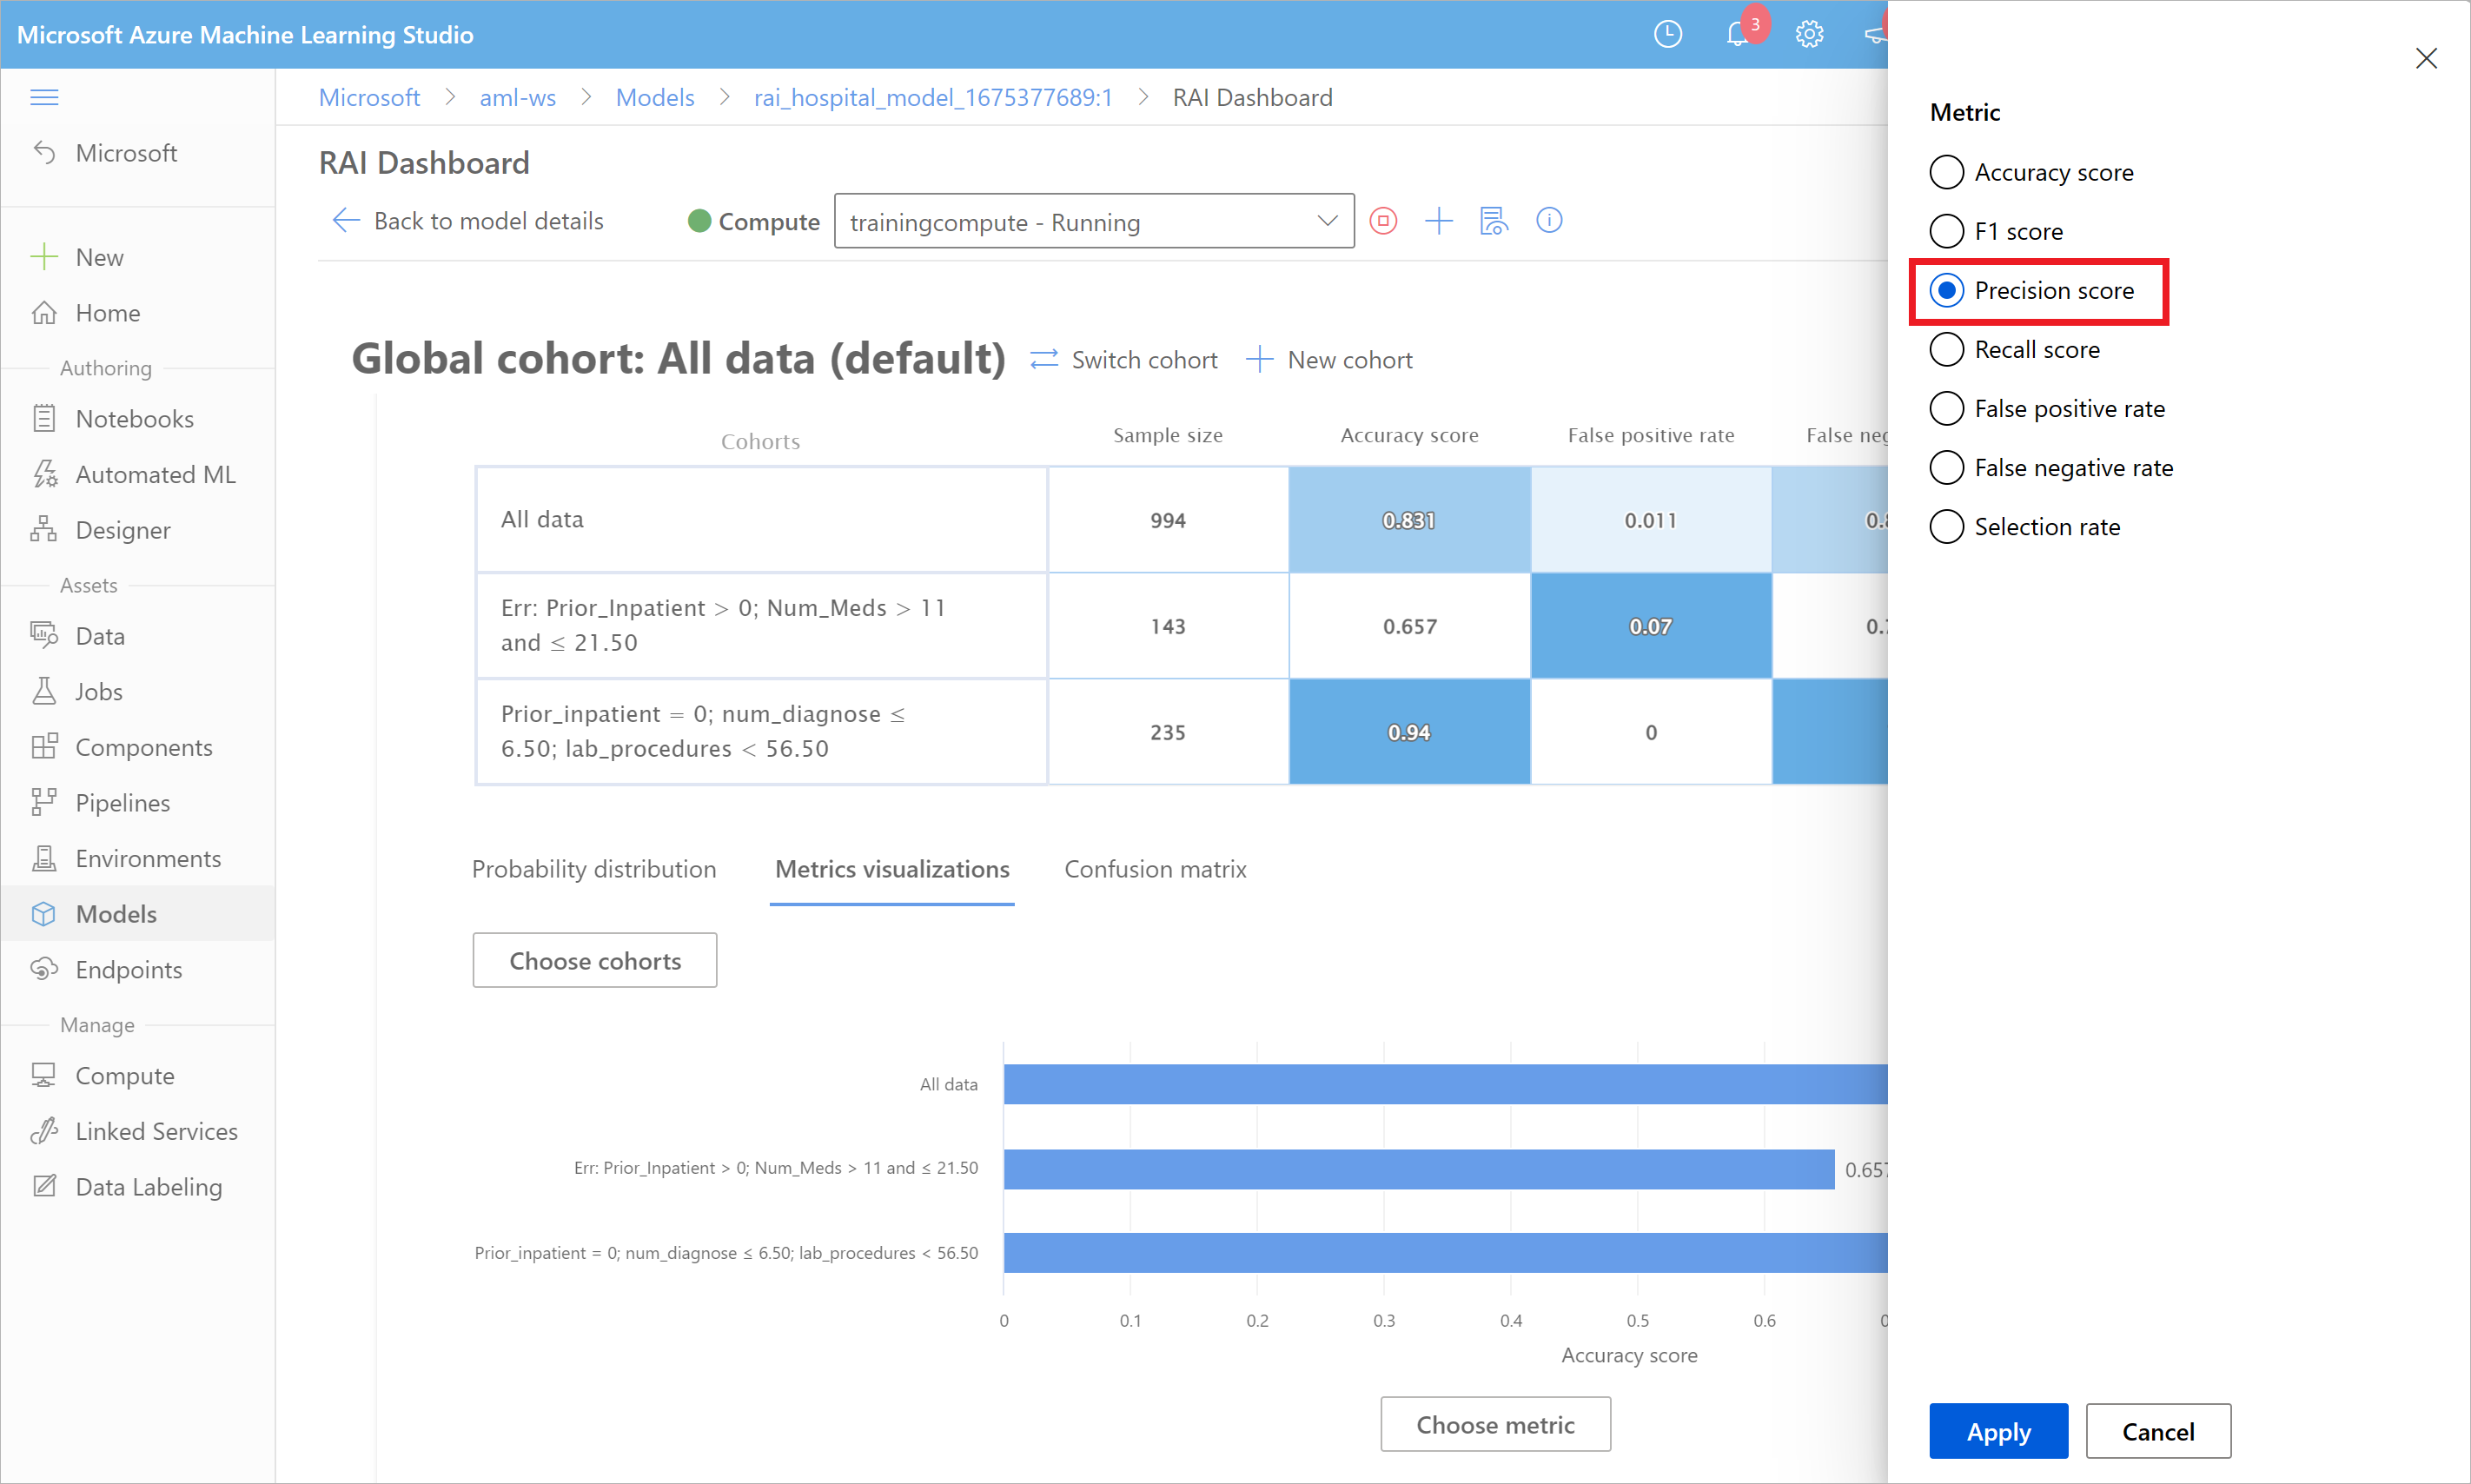 Microsoft Azure Machine Learning Studio
3
Microsoft > aml-ws > Models > rai_hospital_model_1675377689:1 > RAI Dashboard
Microsoft
New
Home
Authoring
Notebooks
Automated ML
Designer
Assets
Data
Jobs
Components
Pipelines
Environments
Models
Endpoints
Manage
Compute
Linked Services
Data Labeling
RAI Dashboard
Back to model details
Compute
trainingcompute - Running
Global cohort: All data (default)
Switch cohort
New cohort
Cohorts
Sample size
Accuracy score
False positive rate
False
All data
994
0.831
0.011
Err: Prior_Inpatient > 0; Num_Meds > 11
and ≤ 21.50
143
0.657
0.07
Prior_inpatient = 0; num_diagnose ≤
6.50; lab_procedures < 56.50
235
0.94
0
Probability distribution
Metrics visualizations
Confusion matrix
Choose cohorts
All data
Err: Prior_Inpatient > 0; Num_Meds > 11 and ≤ 21.50
0.657
Prior_inpatient = 0; num_diagnose ≤ 6.50; lab_procedures < 56.50
0
0.1
0.2
0.3
0.4
0.5
0.6
Accuracy score
Choose metric
Metric
Accuracy score
F1 score
Precision score
Recall score
False positive rate
False negative rate
Selection rate
Apply
Cancel